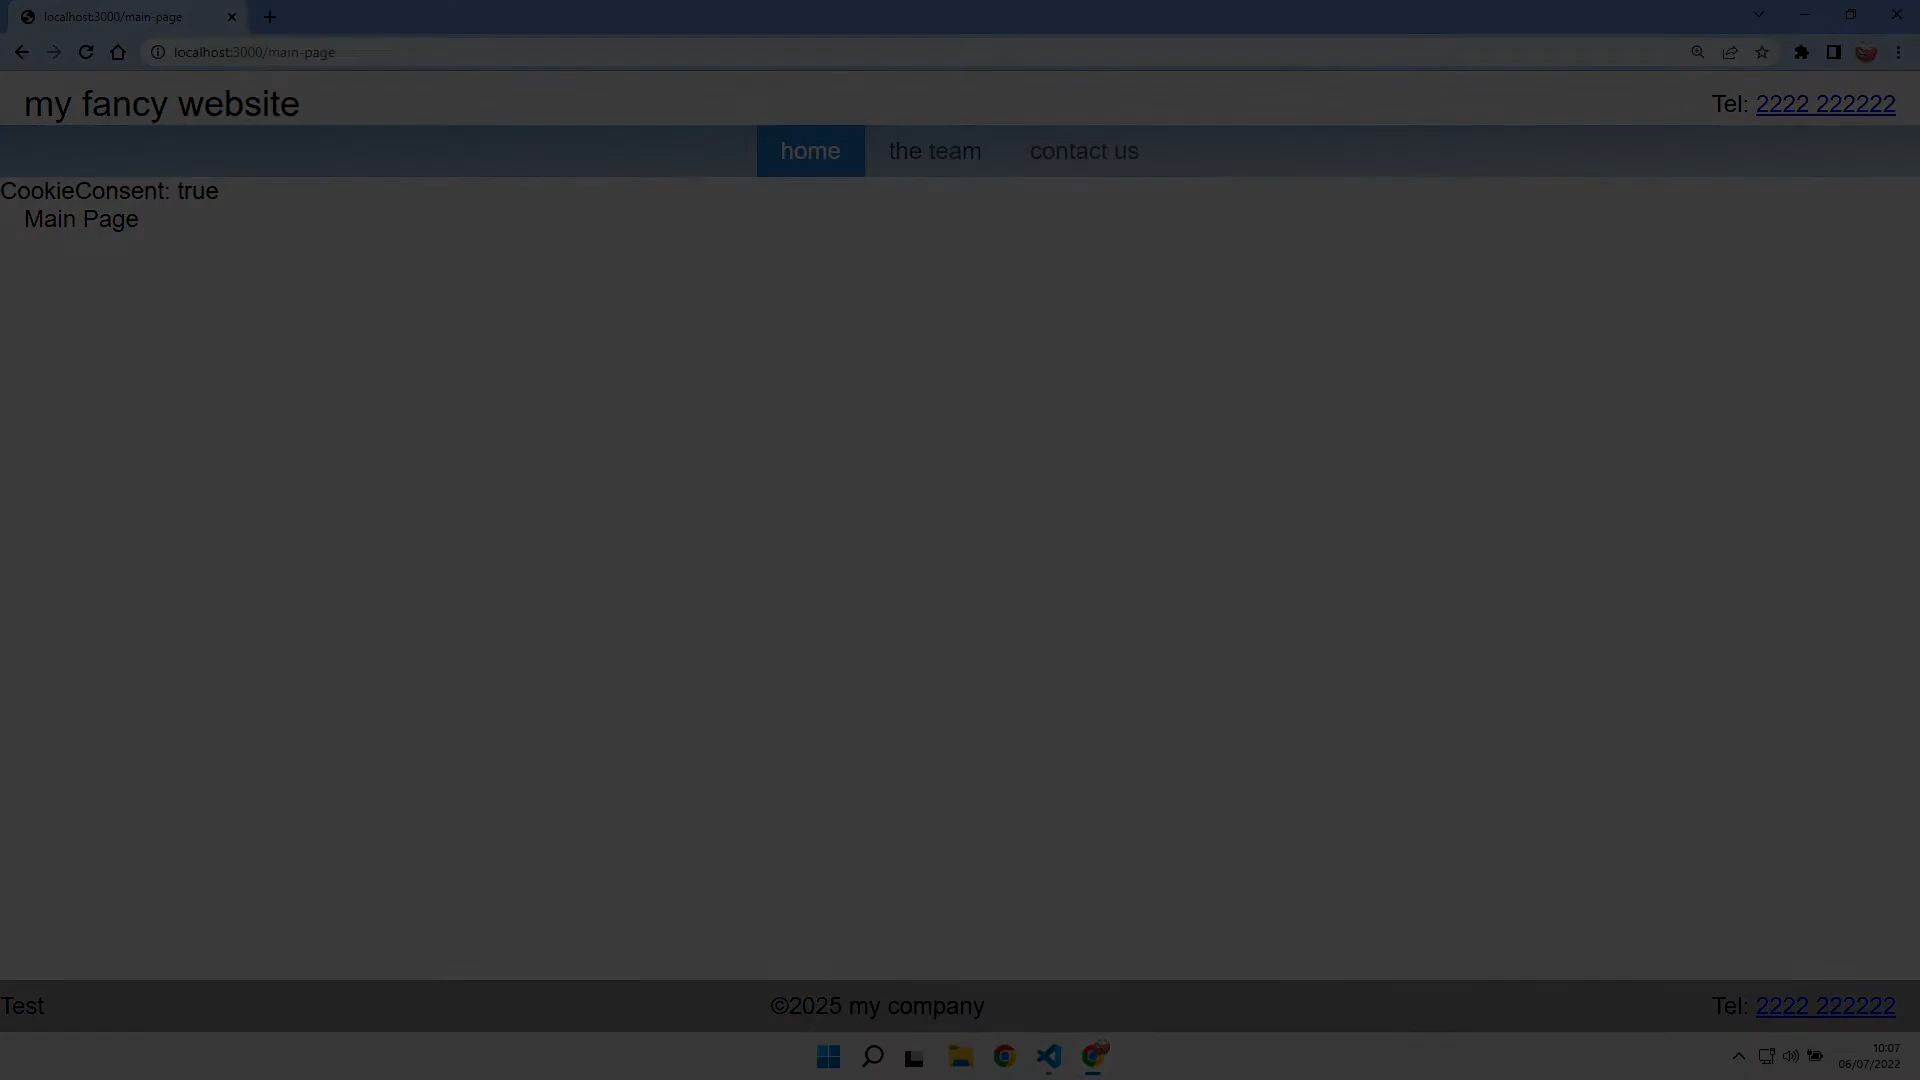 localhost:3000/main-page
localhost:3000/main-page
my fancy website
Tel: 2222 222222
home the team contact us
CookieConsent: true
Main Page
Test ©2025 my company Tel: 2222 222222
10:07
06/07/2022